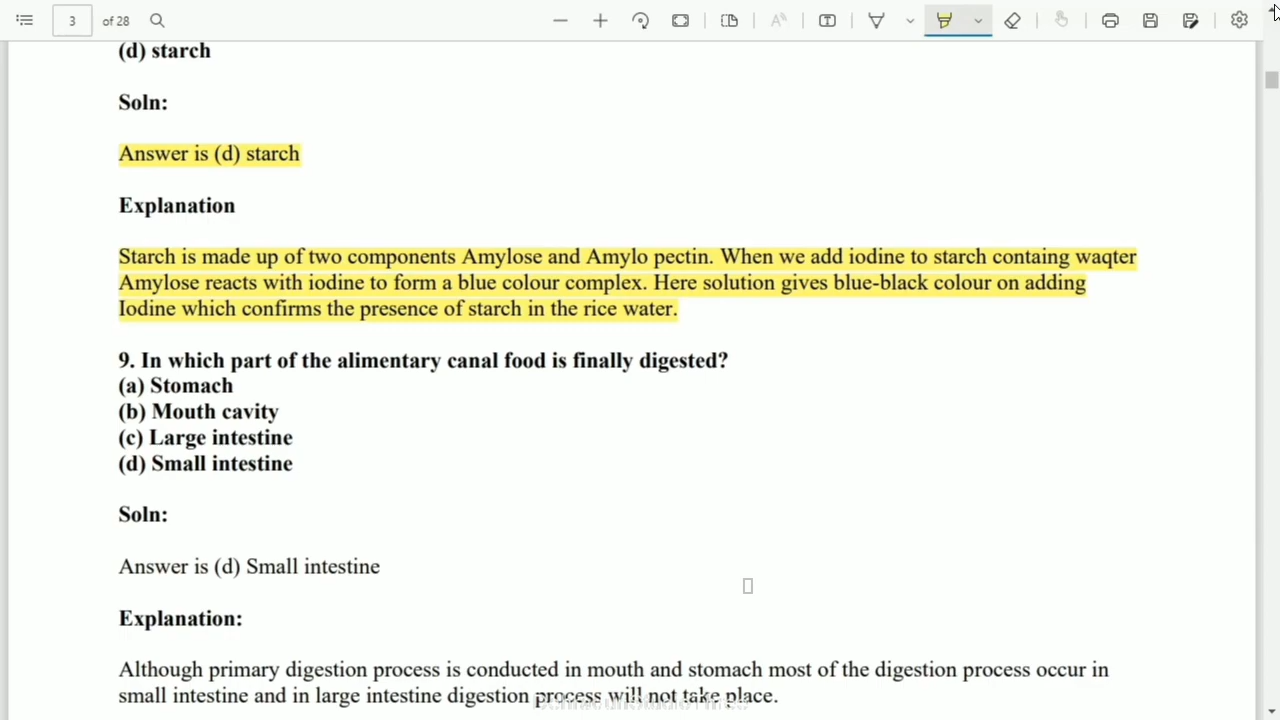 3 of 28
(d) starch
Soln:
Answer is (d) starch
Explanation
Starch is made up of two components Amylose and Amylo pectin. When we add iodine to starch containg waqter
Amylose reacts with iodine to form a blue colour complex. Here solution gives blue-black colour on adding
Iodine which confirms the presence of starch in the rice water.
9. In which part of the alimentary canal food is finally digested?
(a) Stomach
(b) Mouth cavity
(c) Large intestine
(d) Small intestine
Soln:
Answer is (d) Small intestine
Explanation:
Although primary digestion process is conducted in mouth and stomach most of the digestion process occur in
small intestine and in large intestine digestion process will not take place.